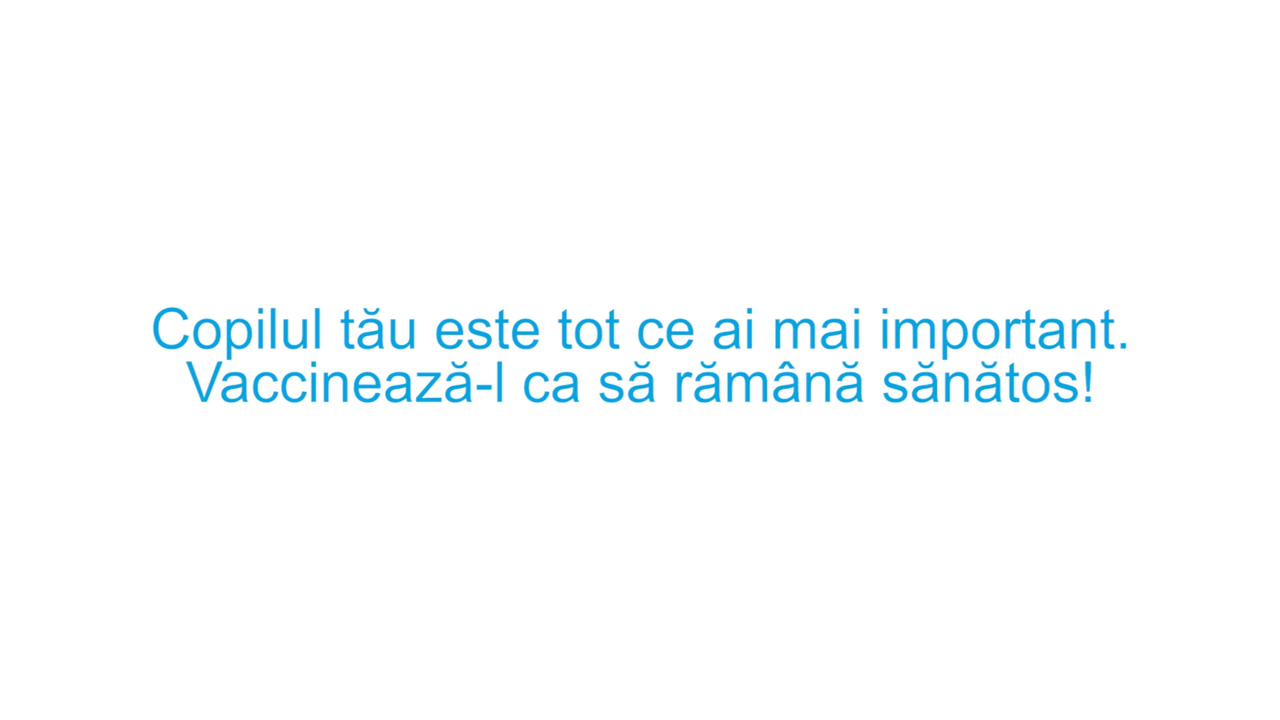 Copilul tău este tot ce ai mai important.
Vaccinează-l ca să rămână sănătos!